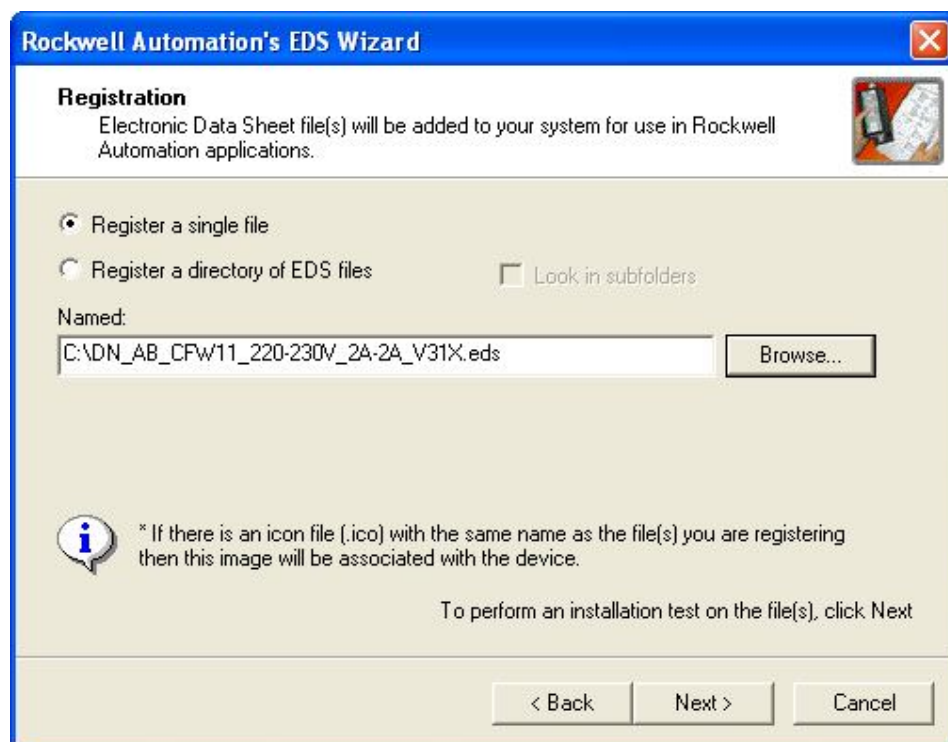 Rockwell Automation's EDS Wizard
Registration
Electronic Data Sheet file(s) will be added to your system for use in Rockwell
Automation applications.
Register a single file
Register a directory of EDS files
Look in subfolders
Named:
C:\DN_AB_CFW11_220-230V_2A-2A_V31X.eds
Browse...
* If there is an icon file (.ico) with the same name as the file(s) you are registering
then this image will be associated with the device.
To perform an installation test on the file(s), click Next
< Back
Next >
Cancel